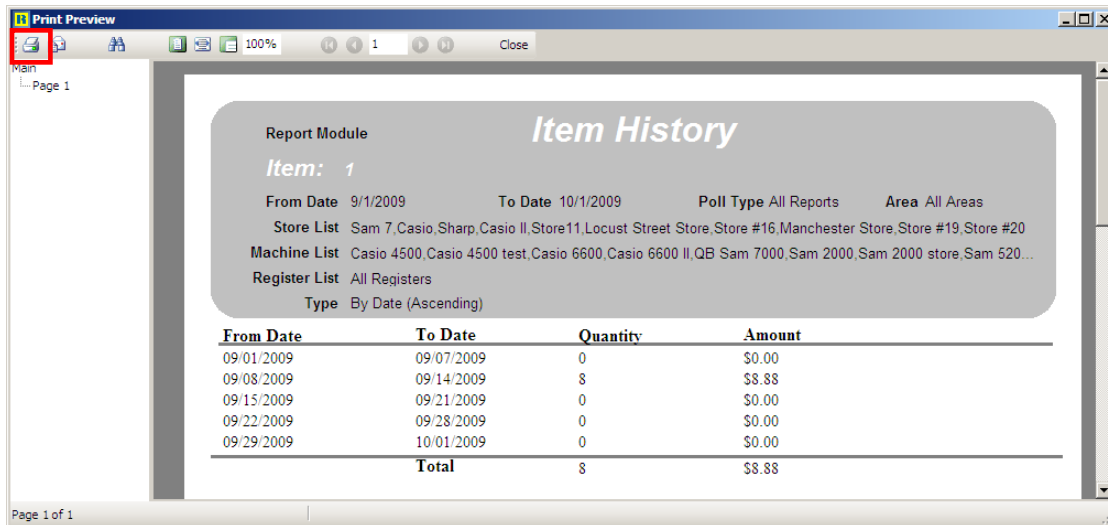 Print Preview
100% 1 Close
Main
Page 1
Report Module Item History
Item: 1
From Date 9/1/2009 To Date 10/1/2009 Poll Type All Reports Area All Areas
Store List Sam 7,Casio,Sharp,Casio II,Store11,Locust Street Store,Store #16,Manchester Store,Store #19,Store #20
Machine List Casio 4500,Casio 4500 test,Casio 6600,Casio 6600 II,QB Sam 7000,Sam 2000,Sam 2000 store,Sam 520...
Register List All Registers
Type By Date (Ascending)
From Date To Date Quantity Amount
09/01/2009 09/07/2009 0 $0.00
09/08/2009 09/14/2009 8 $8.88
09/15/2009 09/21/2009 0 $0.00
09/22/2009 09/28/2009 0 $0.00
09/29/2009 10/01/2009 0 $0.00
Total 8 $8.88
Page 1 of 1